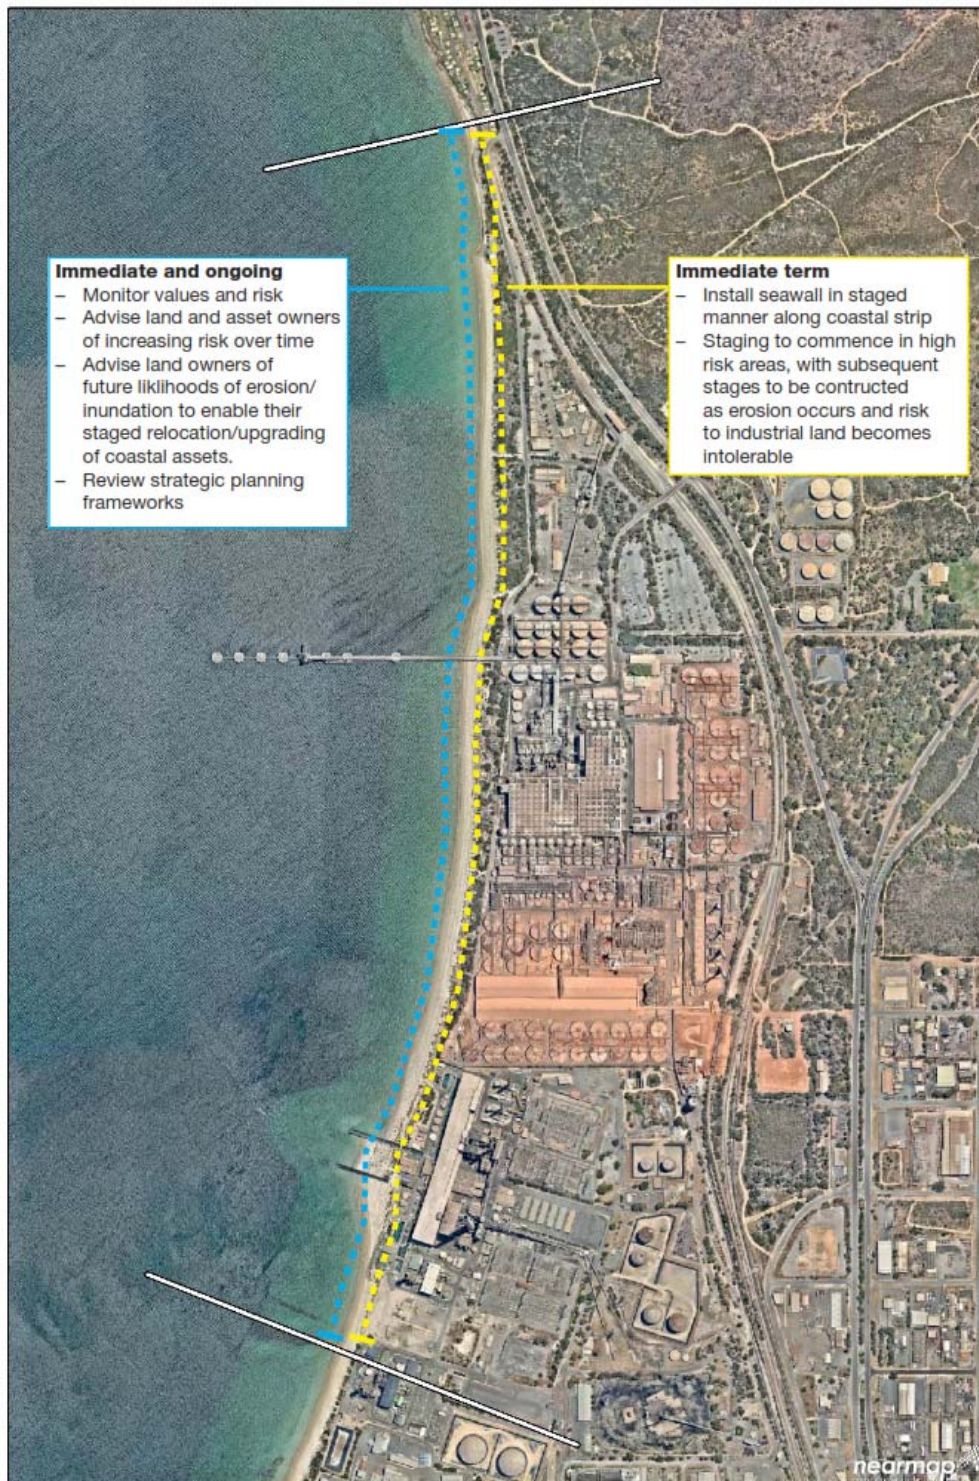 Immediate and ongoing
– Monitor values and risk
– Advise land and asset owners
of increasing risk over time
– Advise land owners of
future liklihoods of erosion/
inundation to enable their
staged relocation/upgrading
of coastal assets.
– Review strategic planning
frameworks
Immediate term
– Install seawall in staged
manner along coastal strip
– Staging to commence in high
risk areas, with subsequent
stages to be contructed
as erosion occurs and risk
to industrial land becomes
intolerable
nearmap